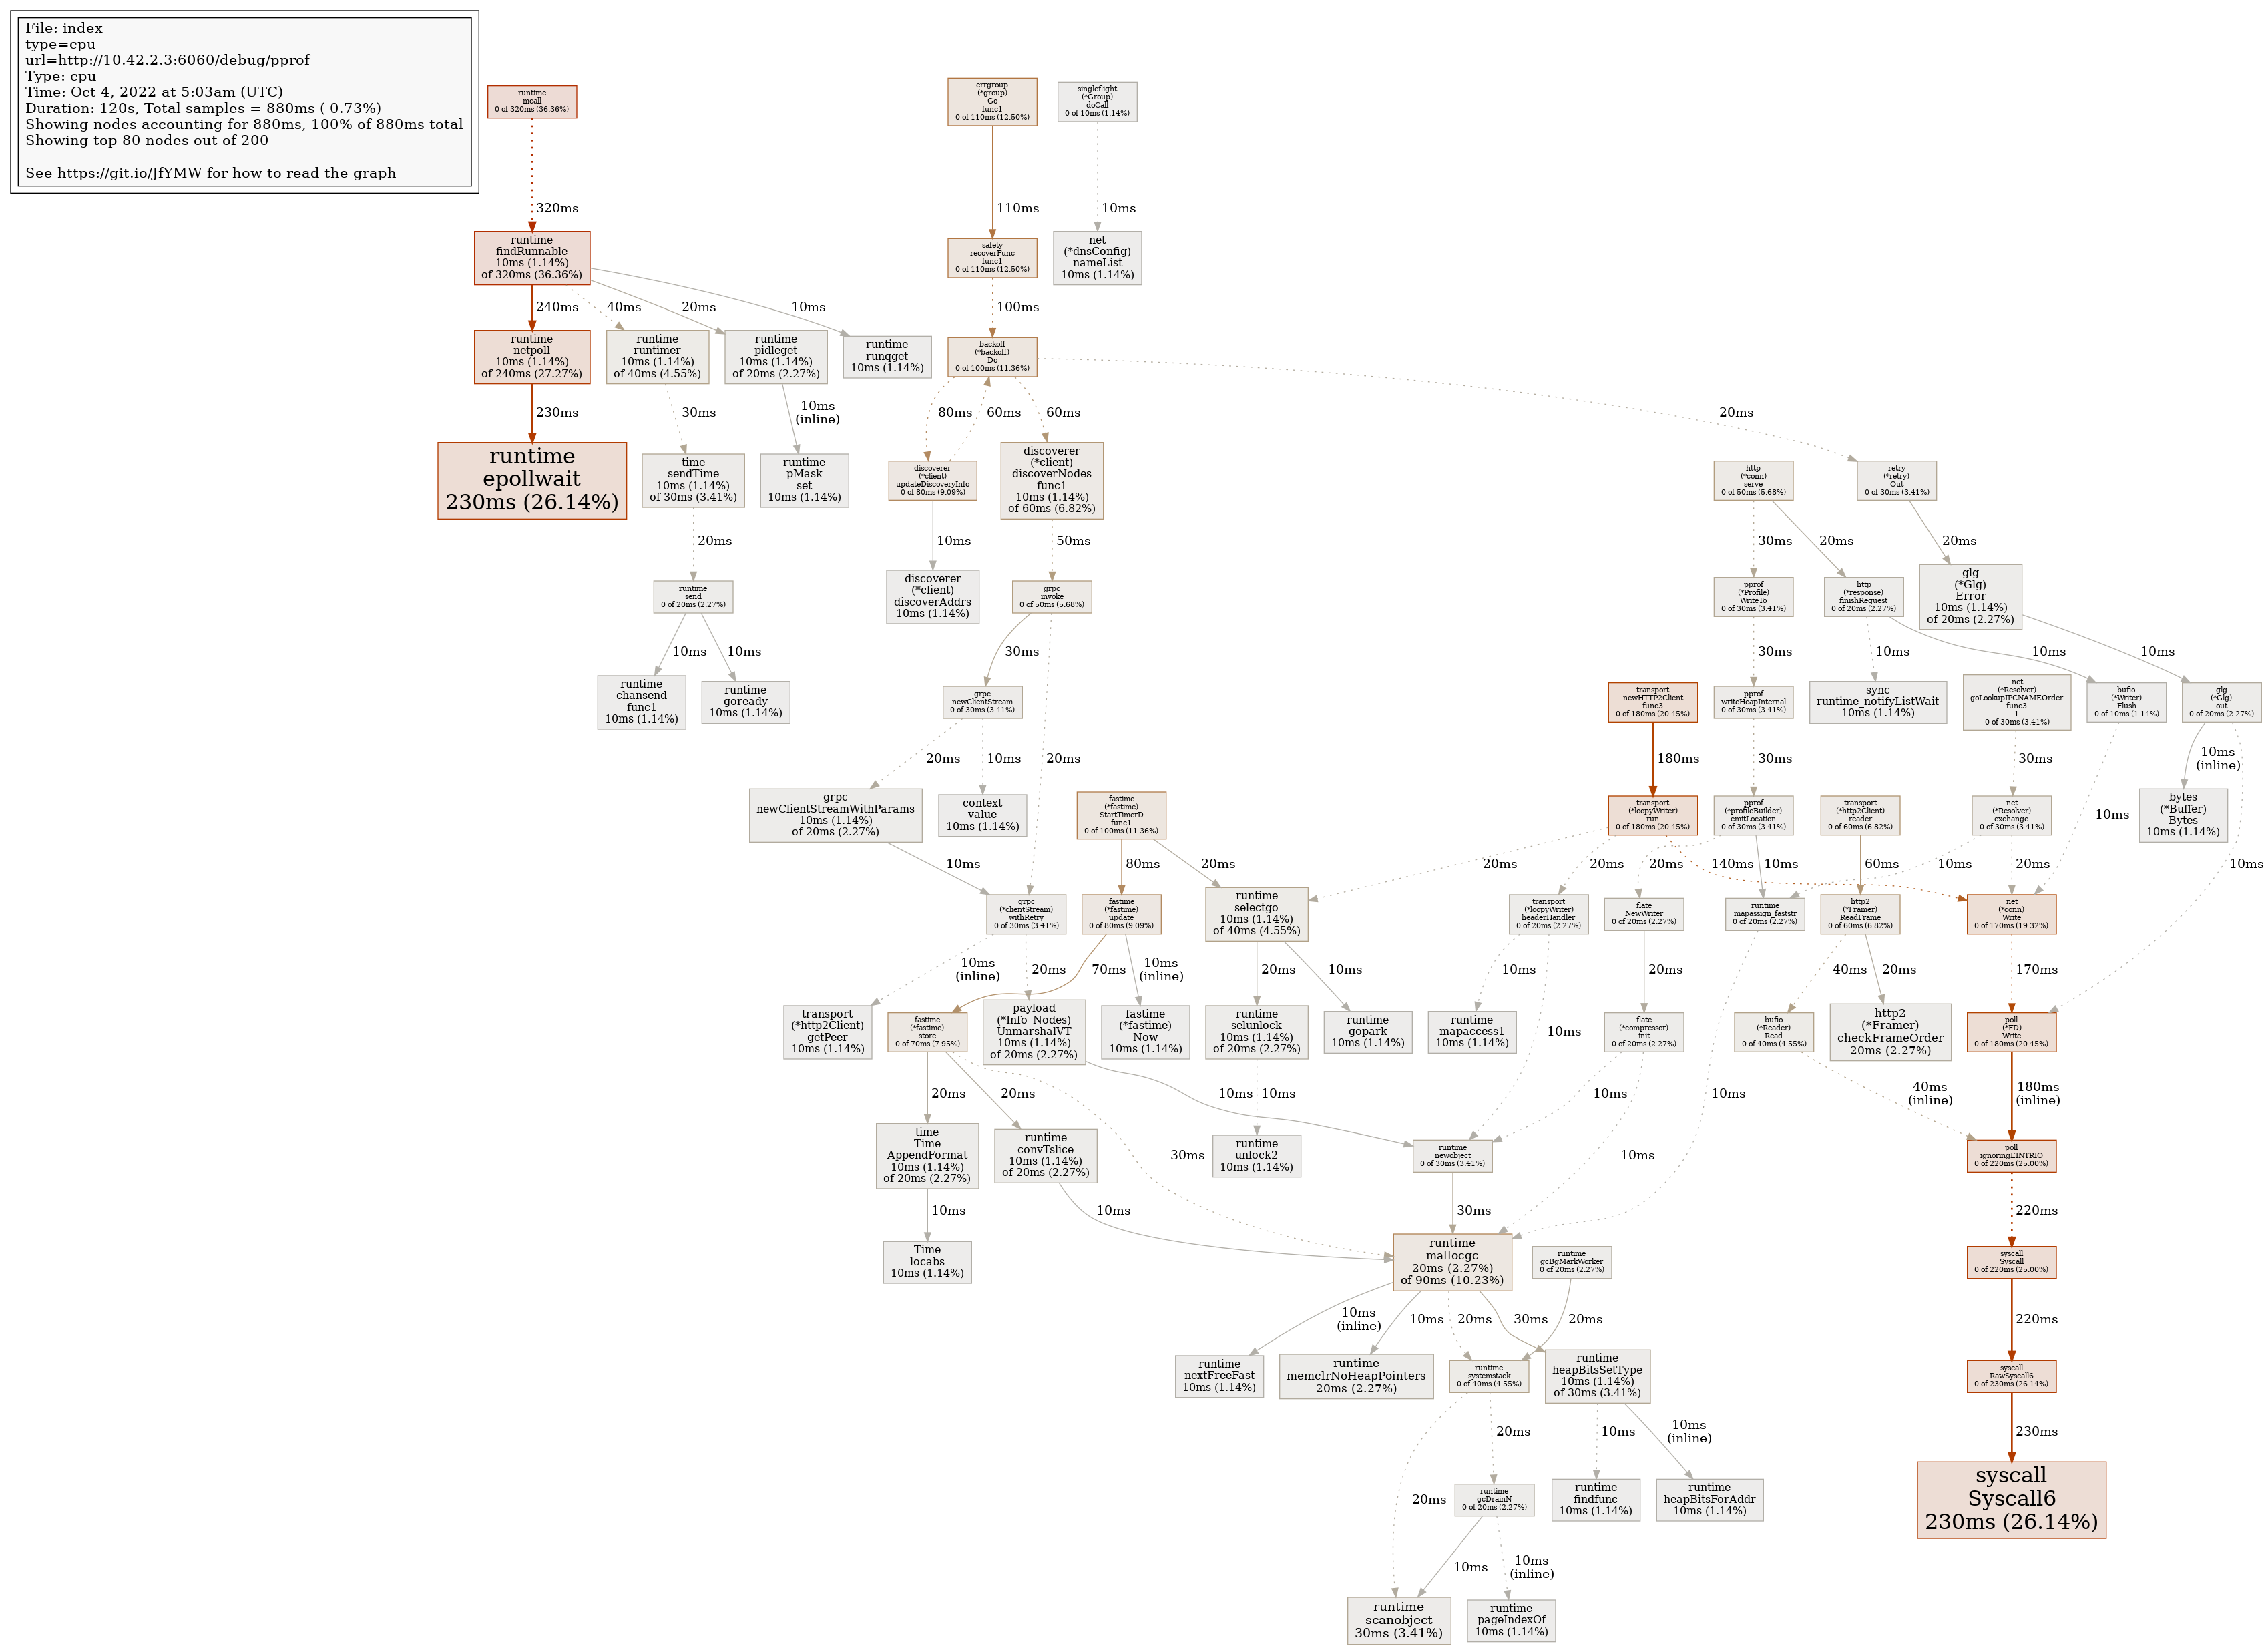 File: index
type=cpu
url=http://10.42.2.3:6060/debug/pprof
Type: cpu
Time: Oct 4, 2022 at 5:03am (UTC)
Duration: 120s, Total samples = 880ms ( 0.73%)
Showing nodes accounting for 880ms, 100% of 880ms total
Showing top 80 nodes out of 200
See https://git.io/JfYMW for how to read the graph
runtime
mcall
0 of 320ms (36.36%)
errgroup
(*group)
Go
func1
0 of 110ms (12.50%)
singleflight
(*Group)
doCall
0 of 10ms (1.14%)
320ms
110ms
10ms
runtime
findRunnable
10ms (1.14%)
of 320ms (36.36%)
safety
recoverFunc
func1
0 of 110ms (12.50%)
net
(*dnsConfig)
nameList
10ms (1.14%)
240ms
40ms
20ms
10ms
100ms
runtime
netpoll
10ms (1.14%)
of 240ms (27.27%)
runtime
runtimer
10ms (1.14%)
of 40ms (4.55%)
runtime
pidleget
10ms (1.14%)
of 20ms (2.27%)
runtime
runqget
10ms (1.14%)
backoff
(*backoff)
Do
0 of 100ms (11.36%)
230ms
30ms
10ms
(inline)
80ms
60ms
60ms
20ms
runtime
epollwait
230ms (26.14%)
time
sendTime
10ms (1.14%)
of 30ms (3.41%)
runtime
pMask
set
10ms (1.14%)
discoverer
(*client)
updateDiscoveryInfo
0 of 80ms (9.09%)
discoverer
(*client)
discoverNodes
func1
10ms (1.14%)
of 60ms (6.82%)
http
(*conn)
serve
0 of 50ms (5.68%)
retry
(*retry)
Out
0 of 30ms (3.41%)
20ms
10ms
50ms
30ms
20ms
20ms
runtime
send
0 of 20ms (2.27%)
discoverer
(*client)
discoverAddrs
10ms (1.14%)
grpc
invoke
0 of 50ms (5.68%)
pprof
(*Profile)
WriteTo
0 of 30ms (3.41%)
http
(*response)
finishRequest
0 of 20ms (2.27%)
glg
(*Glg)
Error
10ms (1.14%)
of 20ms (2.27%)
10ms
10ms
30ms
30ms
10ms
10ms
10ms
runtime
chansend
func1
10ms (1.14%)
runtime
goready
10ms (1.14%)
grpc
newClientStream
0 of 30ms (3.41%)
transport
newHTTP2Client
func3
0 of 180ms (20.45%)
pprof
writeHeapInternal
0 of 30ms (3.41%)
sync
runtime_notifyListWait
10ms (1.14%)
net
(*Resolver)
goLookupIPCNAMEOrder
func3
1
0 of 30ms (3.41%)
bufio
(*Writer)
Flush
0 of 10ms (1.14%)
glg
(*Glg)
out
0 of 20ms (2.27%)
20ms
10ms
20ms
180ms
30ms
30ms
10ms
(inline)
grpc
newClientStreamWithParams
10ms (1.14%)
of 20ms (2.27%)
context
value
10ms (1.14%)
fastime
(*fastime)
StartTimerD
func1
0 of 100ms (11.36%)
transport
(*loopyWriter)
run
0 of 180ms (20.45%)
pprof
(*profileBuilder)
emitLocation
0 of 30ms (3.41%)
transport
(*http2Client)
reader
0 of 60ms (6.82%)
net
(*Resolver)
exchange
0 of 30ms (3.41%)
10ms
bytes
(*Buffer)
Bytes
10ms (1.14%)
10ms
80ms
20ms
20ms
20ms
20ms
140ms
10ms
60ms
10ms
20ms
10ms
grpc
(*clientStream)
withRetry
0 of 30ms (3.41%)
fastime
(*fastime)
update
0 of 80ms (9.09%)
runtime
selectgo
10ms (1.14%)
of 40ms (4.55%)
transport
(*loopyWriter)
headerHandler
0 of 20ms (2.27%)
flate
NewWriter
0 of 20ms (2.27%)
runtime
mapassign_faststr
0 of 20ms (2.27%)
http2
(*Framer)
ReadFrame
0 of 60ms (6.82%)
net
(*conn)
Write
0 of 170ms (19.32%)
10ms
(inline)
20ms
70ms
10ms
(inline)
20ms
10ms
10ms
20ms
40ms
20ms
170ms
transport
(*http2Client)
getPeer
10ms (1.14%)
fastime
(*fastime)
store
0 of 70ms (7.95%)
payload
(*Info_Nodes)
UnmarshalVT
10ms (1.14%)
of 20ms (2.27%)
fastime
(*fastime)
Now
10ms (1.14%)
runtime
selunlock
10ms (1.14%)
of 20ms (2.27%)
runtime
gopark
10ms (1.14%)
runtime
mapaccess1
10ms (1.14%)
10ms
flate
(*compressor)
init
0 of 20ms (2.27%)
bufio
(*Reader)
Read
0 of 40ms (4.55%)
http2
(*Framer)
checkFrameOrder
20ms (2.27%)
poll
(*FD)
Write
0 of 180ms (20.45%)
20ms
20ms
10ms
10ms
10ms
10ms
40ms
(inline)
180ms
(inline)
time
Time
AppendFormat
10ms (1.14%)
of 20ms (2.27%)
runtime
convTslice
10ms (1.14%)
of 20ms (2.27%)
30ms
runtime
unlock2
10ms (1.14%)
runtime
newobject
0 of 30ms (3.41%)
10ms
poll
ignoringEINTRIO
0 of 220ms (25.00%)
10ms
10ms
30ms
220ms
Time
locabs
10ms (1.14%)
runtime
mallocgc
20ms (2.27%)
of 90ms (10.23%)
runtime
gcBgMarkWorker
0 of 20ms (2.27%)
syscall
Syscall
0 of 220ms (25.00%)
10ms
(inline)
10ms
20ms
30ms
20ms
220ms
runtime
nextFreeFast
10ms (1.14%)
runtime
memclrNoHeapPointers
20ms (2.27%)
runtime
systemstack
0 of 40ms (4.55%)
runtime
heapBitsSetType
10ms (1.14%)
of 30ms (3.41%)
syscall
RawSyscall6
0 of 230ms (26.14%)
20ms
20ms
10ms
10ms
(inline)
230ms
runtime
gcDrainN
0 of 20ms (2.27%)
runtime
findfunc
10ms (1.14%)
runtime
heapBitsForAddr
10ms (1.14%)
syscall
Syscall6
230ms (26.14%)
10ms
10ms
(inline)
runtime
scanobject
30ms (3.41%)
runtime
pageIndexOf
10ms (1.14%)